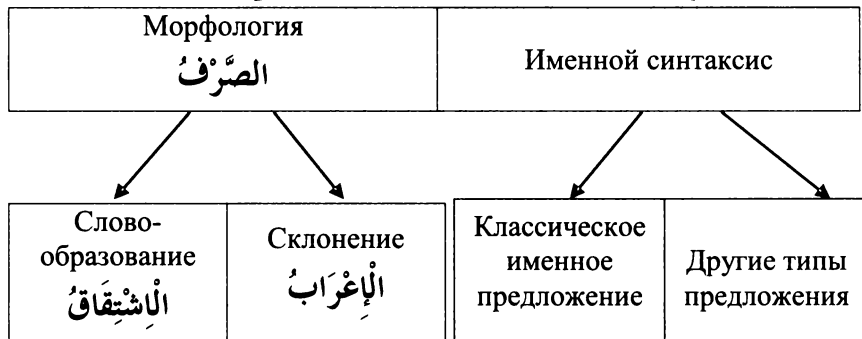 Морфология
الصَّرْفُ
Именной синтаксис
Слово-
образование
الْاِشْتِقَاقُ
Склонение
الْإِعْرَابُ
Классическое
именное
предложение
Другие типы
предложения